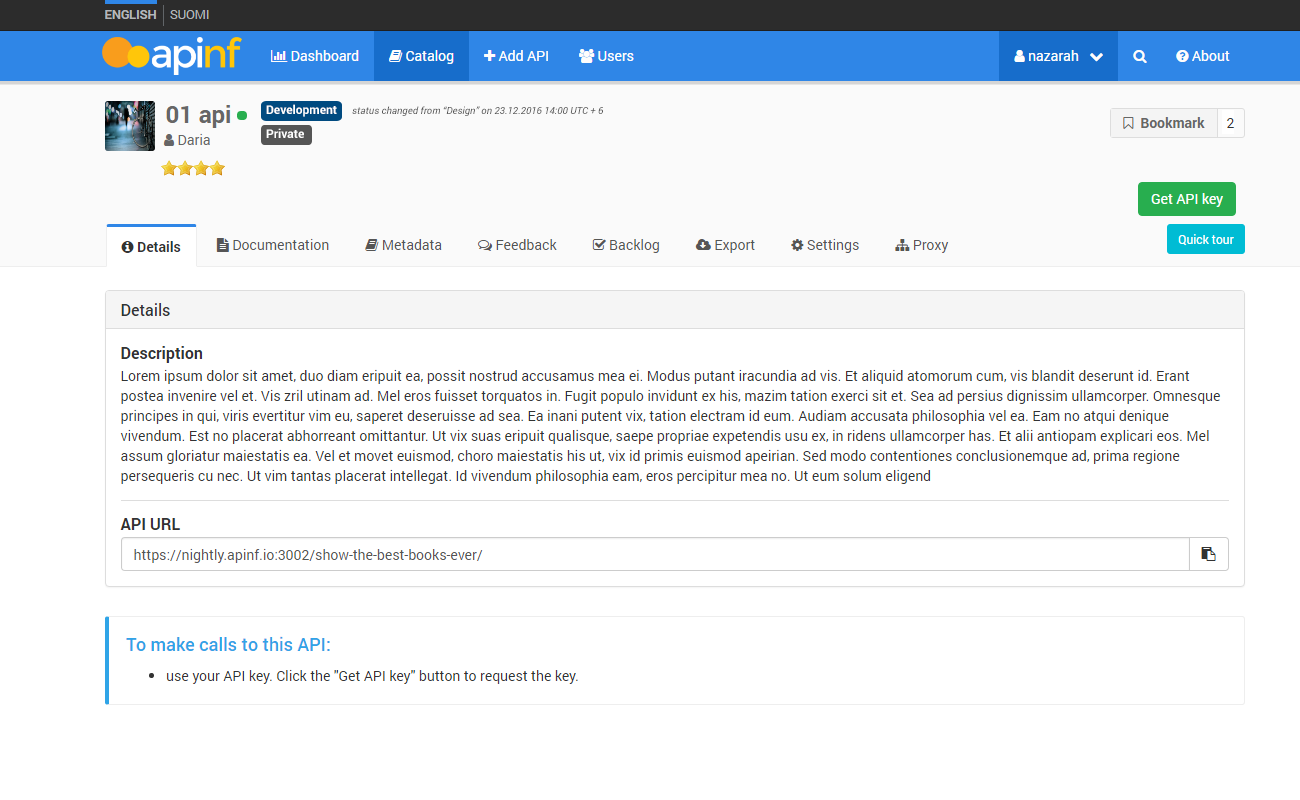 ENGLISH SUOMI
apinf Dashboard Catalog Add API Users nazarah About
01 api Development status changed from “Design” on 23.12.2016 14:00 UTC + 6
Private
Daria
Bookmark 2
Get API key
Details Documentation Metadata Feedback Backlog Export Settings Proxy Quick tour
Details
Description
Lorem ipsum dolor sit amet, duo diam eripuit ea, possit nostrud accusamus mea ei. Modus putant iracundia ad vis. Et aliquid atomorum cum, vis blandit deserunt id. Erant
postea invenire vel et. Vis zril utinam ad. Mel eros fuisset torquatos in. Fugit populo invidunt ex his, mazim tation exerci sit et. Sea ad persius dignissim ullamcorper. Omnesque
principes in qui, viris evertitur vim eu, saperet deseruisse ad sea. Ea inani putent vix, tation electram id eum. Audiam accusata philosophia vel ea. Eam no atqui denique
vivendum. Est no placerat abhorreant omittantur. Ut vix suas eripuit qualisque, saepe propriae expetendis usu ex, in ridens ullamcorper has. Et alii antiopam explicari eos. Mel
assum gloriatur maiestatis ea. Vel et movet euismod, choro maiestatis his ut, vix id primis euismod apeirian. Sed modo contentiones conclusionemque ad, prima regione
persequeris cu nec. Ut vim tantas placerat intellegat. Id vivendum philosophia eam, eros percipitur mea no. Ut eum solum eligend
API URL
https://nightly.apinf.io:3002/show-the-best-books-ever/
To make calls to this API:
use your API key. Click the "Get API key” button to request the key.